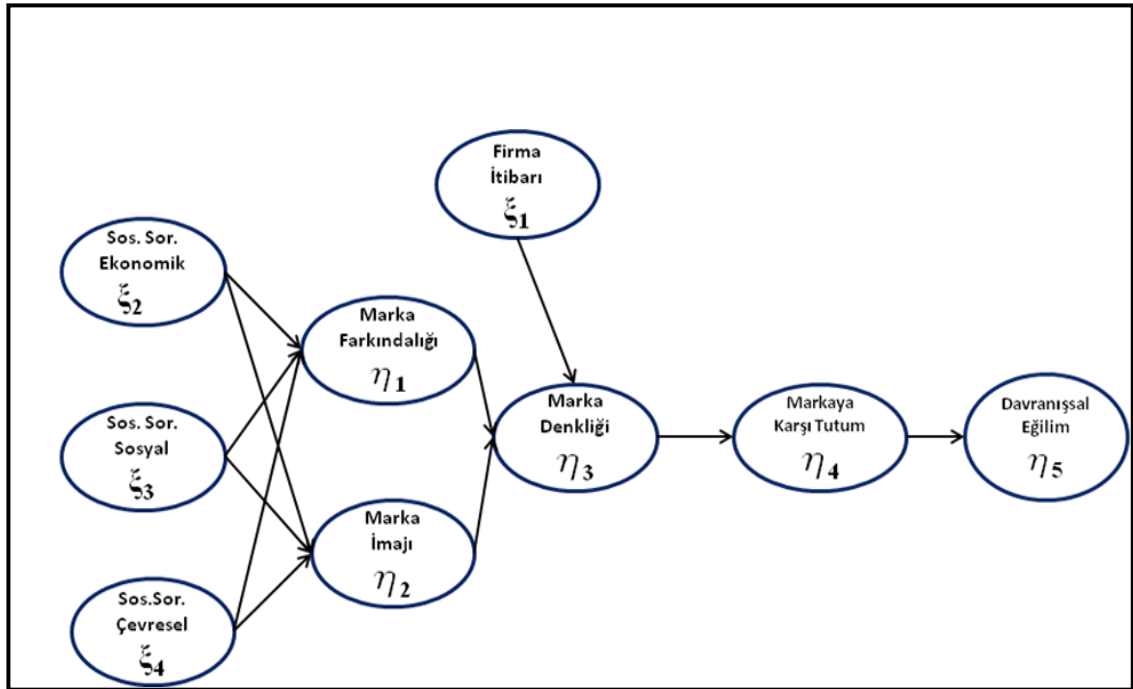 Firma
İtibarı
ξ1
Sos. Sor.
Ekonomik
ξ2
Marka
Farkındalığı
η1
Sos. Sor.
Sosyal
ξ3
Marka
Denkliği
η3
Markaya
Karşı Tutum
η4
Davranışsal
Eğilim
η5
Marka
İmajı
η2
Sos.Sor.
Çevresel
ξ4